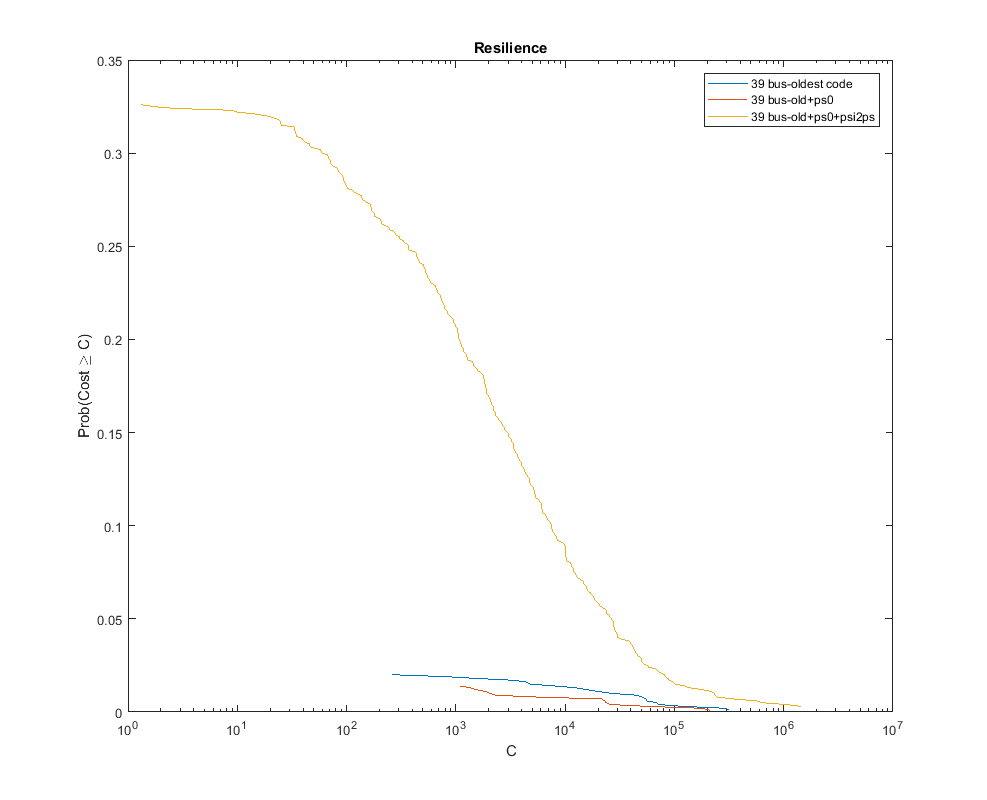 Resilience
39 bus-oldest code
39 bus-old+ps0
39 bus-old+ps0+psi2ps
Prob(Cost ≥ C)
0.35
0.3
0.25
0.2
0.15
0.1
0.05
0
10^0 10^1 10^2 10^3 10^4 10^5 10^6 10^7
C